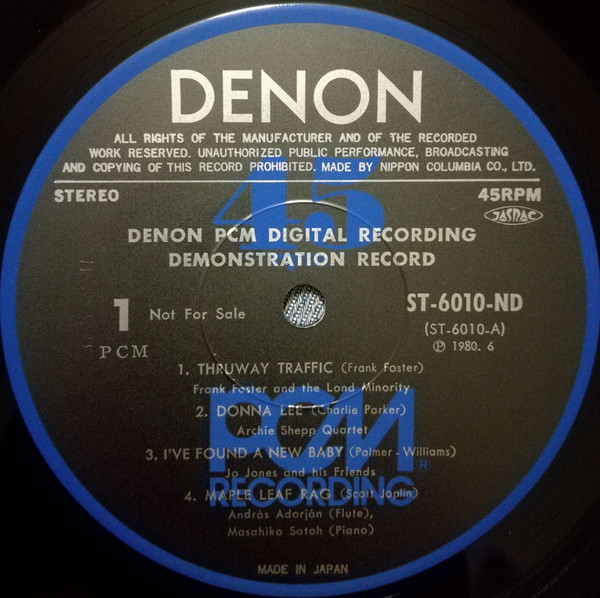 DENON
ALL RIGHTS OF THE MANUFACTURER AND OF THE RECORDED
WORK RESERVED. UNAUTHORIZED PUBLIC PERFORMANCE, BROADCASTING
AND COPYING OF THIS RECORD PROHIBITED. MADE BY NIPPON COLUMBIA CO., LTD.
STEREO
45RPM
JASRAC
45
DENON PCM DIGITAL RECORDING
DEMONSTRATION RECORD
1 Not For Sale
PCM
ST-6010-ND
(ST-6010-A)
Ⓟ 1980. 6
1. THRUWAY TRAFFIC (Frank Foster)
Frank Foster and the Lond Minority
2. DONNA LEE (Charlie Parker)
Archie Shepp Quartet
3. I'VE FOUND A NEW BABY (Palmer-Williams)
Jo Jones and his Friends
4. MAPLE LEAF RAG (Scott Joplin)
András Adorján (Flute),
Masahiko Satoh (Piano)
PCM
RECORDING®
MADE IN JAPAN